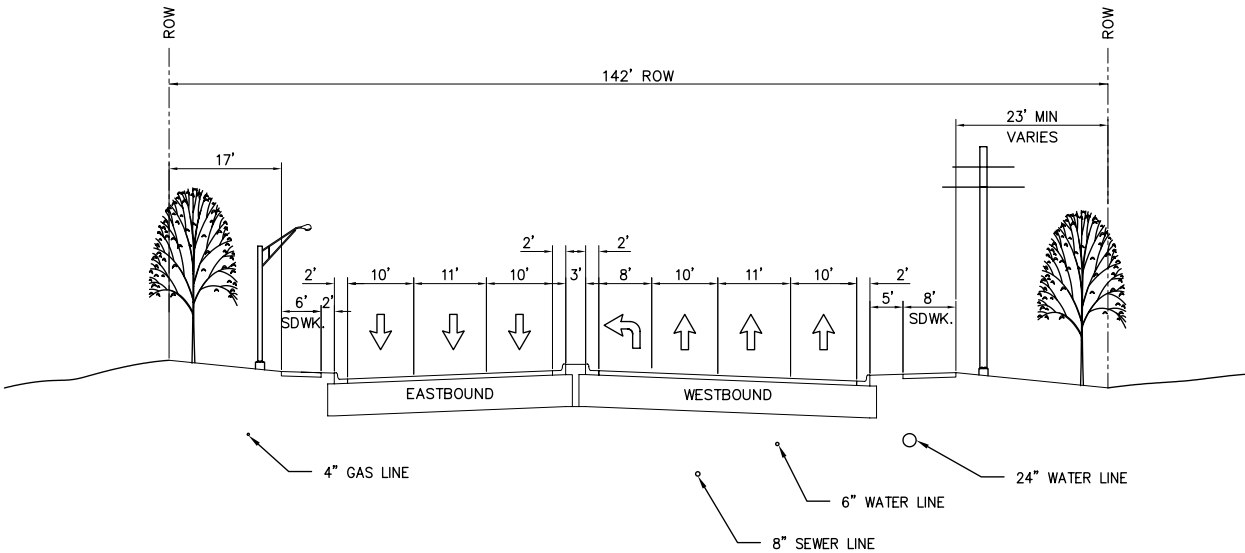 ROW
ROW
142' ROW
23' MIN
VARIES
17'
2'
3'
2'
2'
10'
11'
10'
8'
10'
11'
10'
2'
6'
2'
SDWK.
5'
8'
SDWK.
EASTBOUND
WESTBOUND
4" GAS LINE
24" WATER LINE
6" WATER LINE
8" SEWER LINE